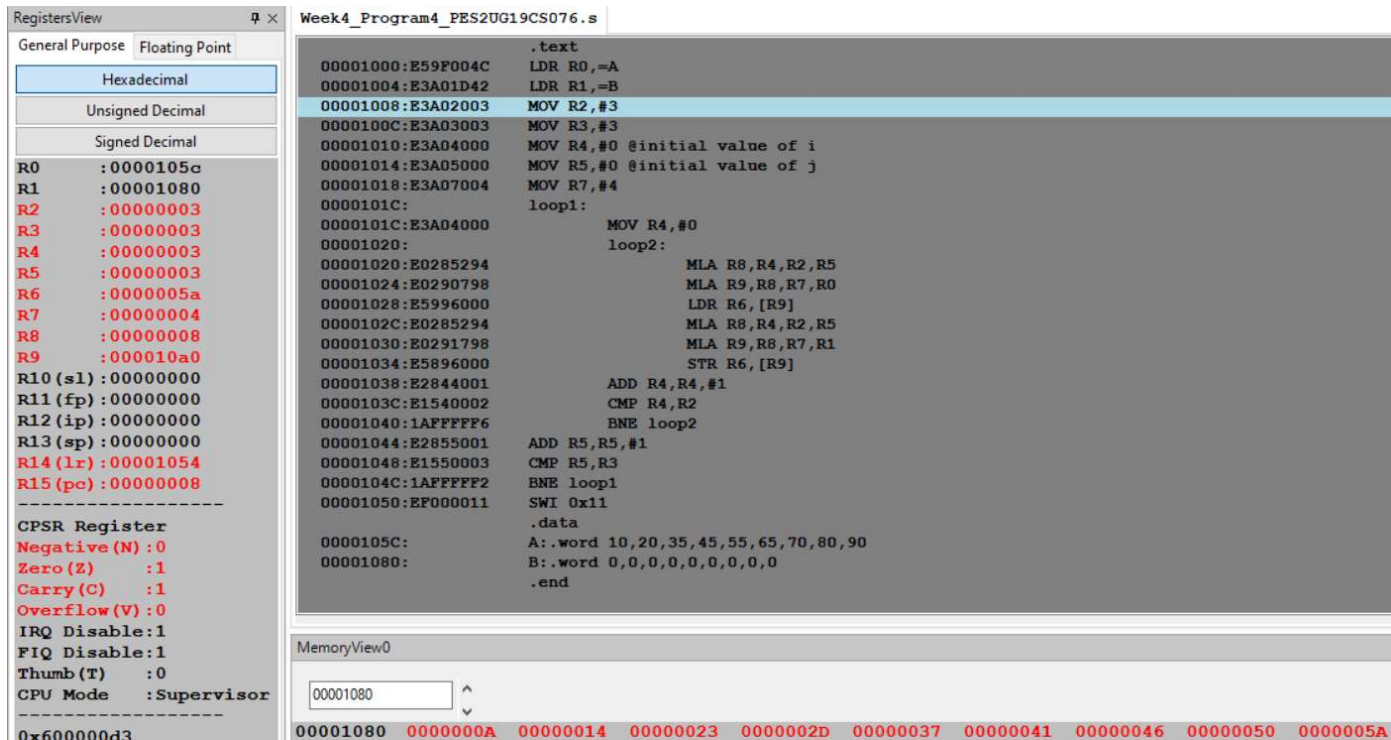 RegistersView
General Purpose Floating Point
Hexadecimal
Unsigned Decimal
Signed Decimal
R0 :0000105c
R1 :00001080
R2 :00000003
R3 :00000003
R4 :00000003
R5 :00000003
R6 :0000005a
R7 :00000004
R8 :00000008
R9 :000010a0
R10(sl):00000000
R11(fp):00000000
R12(ip):00000000
R13(sp):00000000
R14(lr):00001054
R15(pc):00000008
--------------------
CPSR Register
Negative(N):0
Zero(Z) :1
Carry(C) :1
Overflow(V):0
IRQ Disable:1
FIQ Disable:1
Thumb(T) :0
CPU Mode :Supervisor
--------------------
0x600000d3
Week4_Program4_PES2UG19CS076.s
.text
00001000:E59F004C LDR R0,=A
00001004:E3A01D42 LDR R1,=B
00001008:E3A02003 MOV R2,#3
0000100C:E3A03003 MOV R3,#3
00001010:E3A04000 MOV R4,#0 @initial value of i
00001014:E3A05000 MOV R5,#0 @initial value of j
00001018:E3A07004 MOV R7,#4
0000101C: loop1:
0000101C:E3A04000 MOV R4,#0
00001020: loop2:
00001020:E0285294 MLA R8,R4,R2,R5
00001024:E0290798 MLA R9,R8,R7,R0
00001028:E5996000 LDR R6,[R9]
0000102C:E0285294 MLA R8,R4,R2,R5
00001030:E0291798 MLA R9,R8,R7,R1
00001034:E5896000 STR R6,[R9]
00001038:E2844001 ADD R4,R4,#1
0000103C:E1540002 CMP R4,R2
00001040:1AFFFFF6 BNE loop2
00001044:E2855001 ADD R5,R5,#1
00001048:E1550003 CMP R5,R3
0000104C:1AFFFFF2 BNE loop1
00001050:EF000011 SWI 0x11
.data
0000105C: A:.word 10,20,35,45,55,65,70,80,90
00001080: B:.word 0,0,0,0,0,0,0,0,0
.end
MemoryView0
00001080
00001080 0000000A 00000014 00000023 0000002D 00000037 00000041 00000046 00000050 0000005A